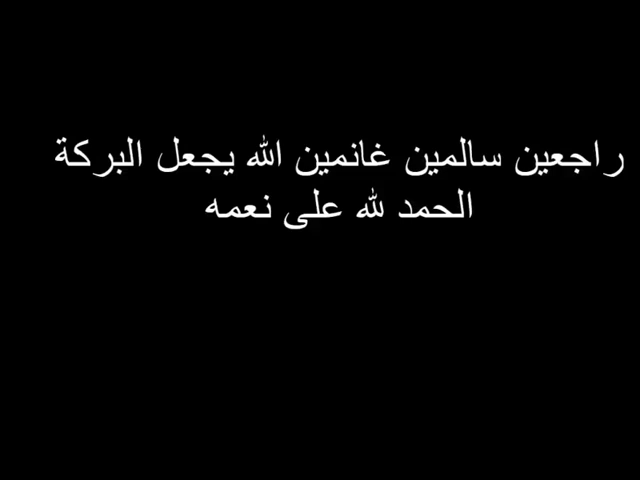 راجعين سالمين غانمين الله يجعل البركة
الحمد لله على نعمه